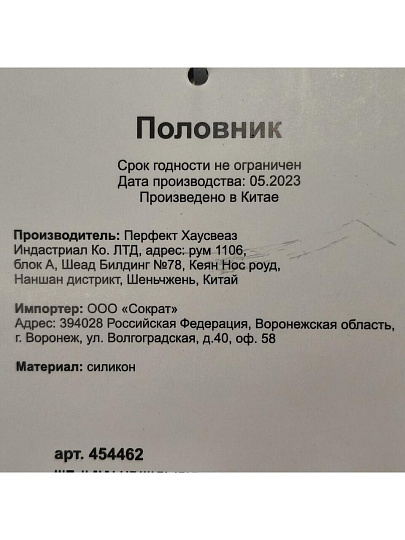 Половник
Срок годности не ограничен
Дата производства: 05.2023
Произведено в Китае
Производитель: Перфект Хаусвеаз
Индастриал Ко. ЛТД, адрес: рум 1106,
блок А, Шеад Билдинг №78, Кеян Нос роуд,
Наншан дистрикт, Шеньчжень, Китай
Импортер: ООО «Сократ»
Адрес: 394028 Российская Федерация, Воронежская область,
г. Воронеж, ул. Волгоградская, д.40, оф. 58
Материал: силикон
арт. 454462